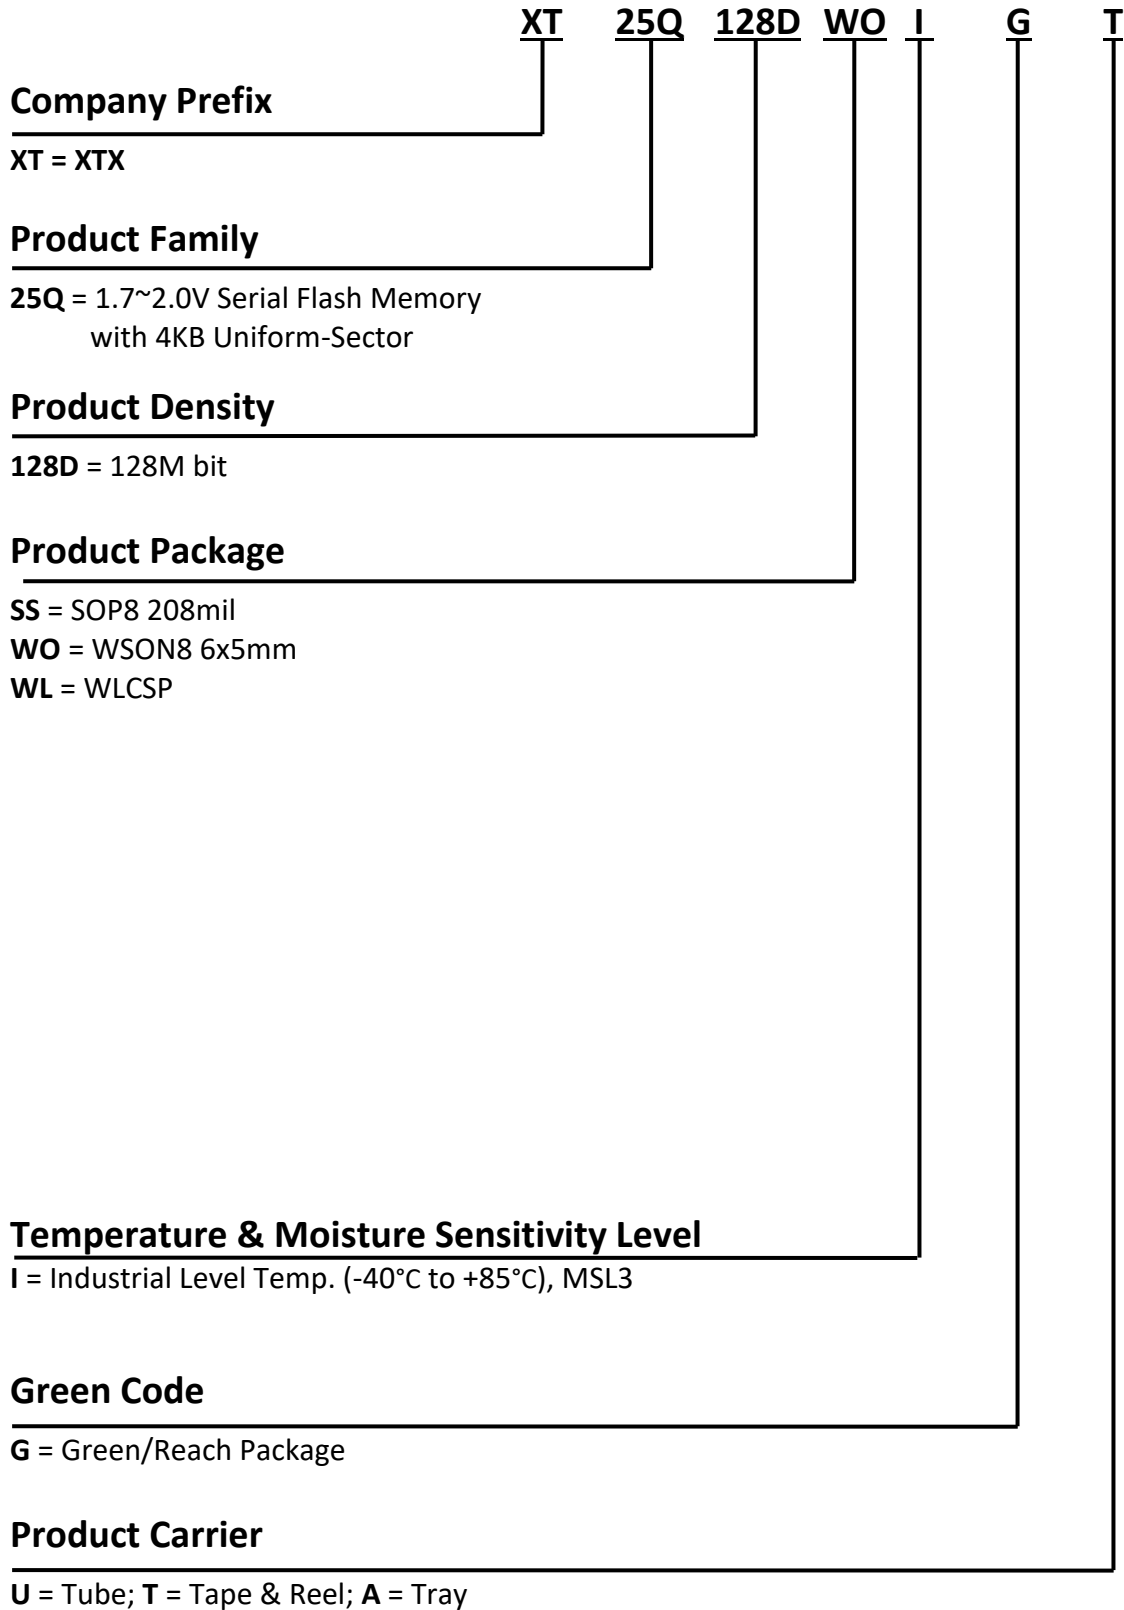 XT 25Q 128D WO I G T
Company Prefix
XT = XTX
Product Family
25Q = 1.7~2.0V Serial Flash Memory
with 4KB Uniform-Sector
Product Density
128D = 128M bit
Product Package
SS = SOP8 208mil
WO = WSON8 6x5mm
WL = WLCSP
Temperature & Moisture Sensitivity Level
I = Industrial Level Temp. (-40℃ to +85℃), MSL3
Green Code
G = Green/Reach Package
Product Carrier
U = Tube; T = Tape & Reel; A = Tray